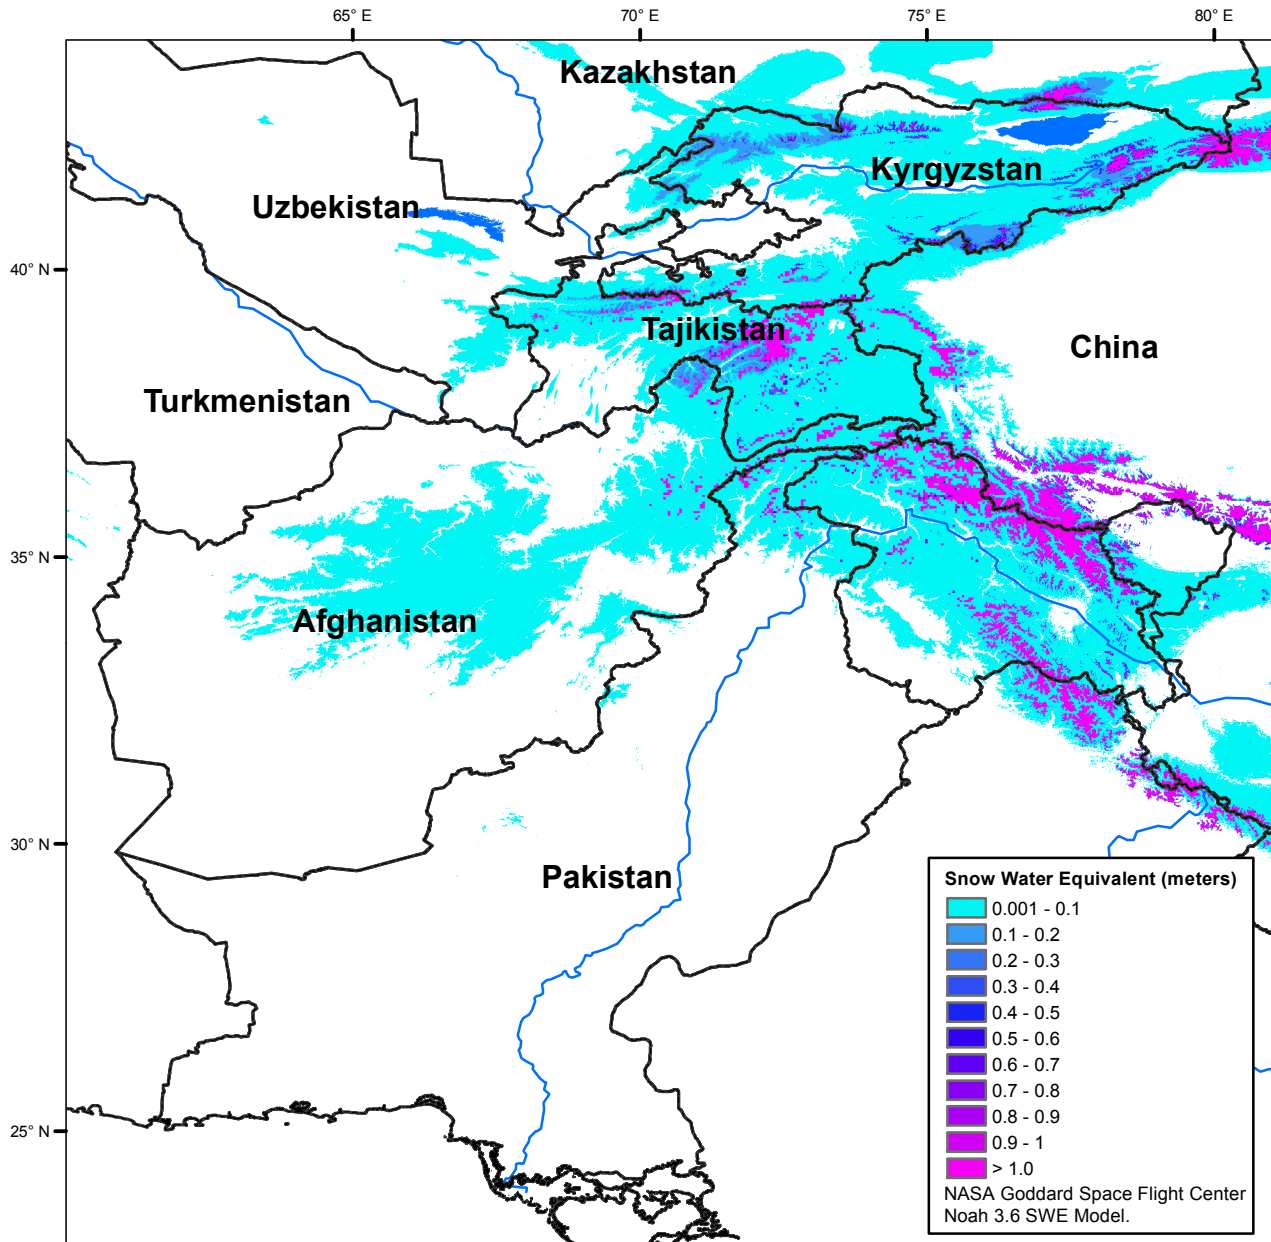 65° E
70° E
75° E
80° E
Kazakhstan
Kyrgyzstan
Uzbekistan
40° N
Tajikistan
China
Turkmenistan
35° N
Afghanistan
30° N
Pakistan
25° N
Snow Water Equivalent (meters)
0.001 - 0.1
0.1 - 0.2
0.2 - 0.3
0.3 - 0.4
0.4 - 0.5
0.5 - 0.6
0.6 - 0.7
0.7 - 0.8
0.8 - 0.9
0.9 - 1
> 1.0
NASA Goddard Space Flight Center
Noah 3.6 SWE Model.